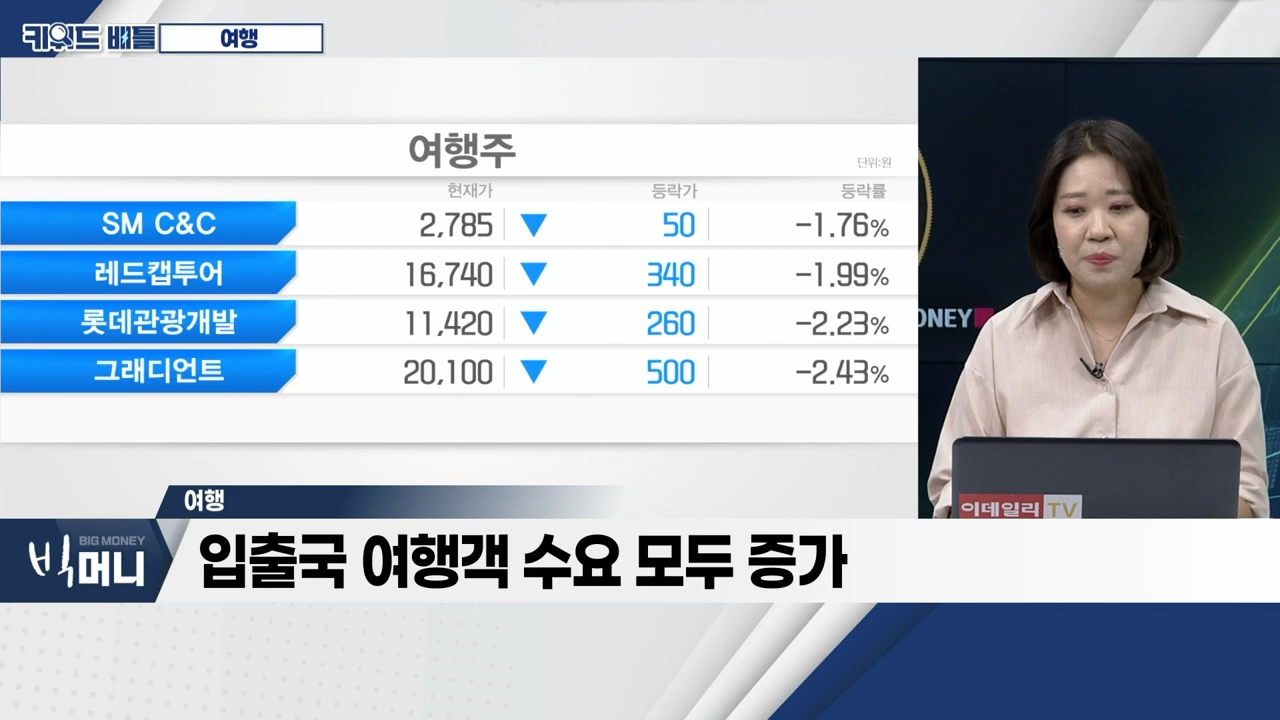 키워드 배틀 여행
여행주
단위:원
현재가 등락가 등락률
SM C&C 2,785 ▼ 50 -1.76%
레드캡투어 16,740 ▼ 340 -1.99%
롯데관광개발 11,420 ▼ 260 -2.23%
그래디언트 20,100 ▼ 500 -2.43%
ONEY
이데일리 TV
여행
BIG MONEY
빅머니
입출국 여행객 수요 모두 증가